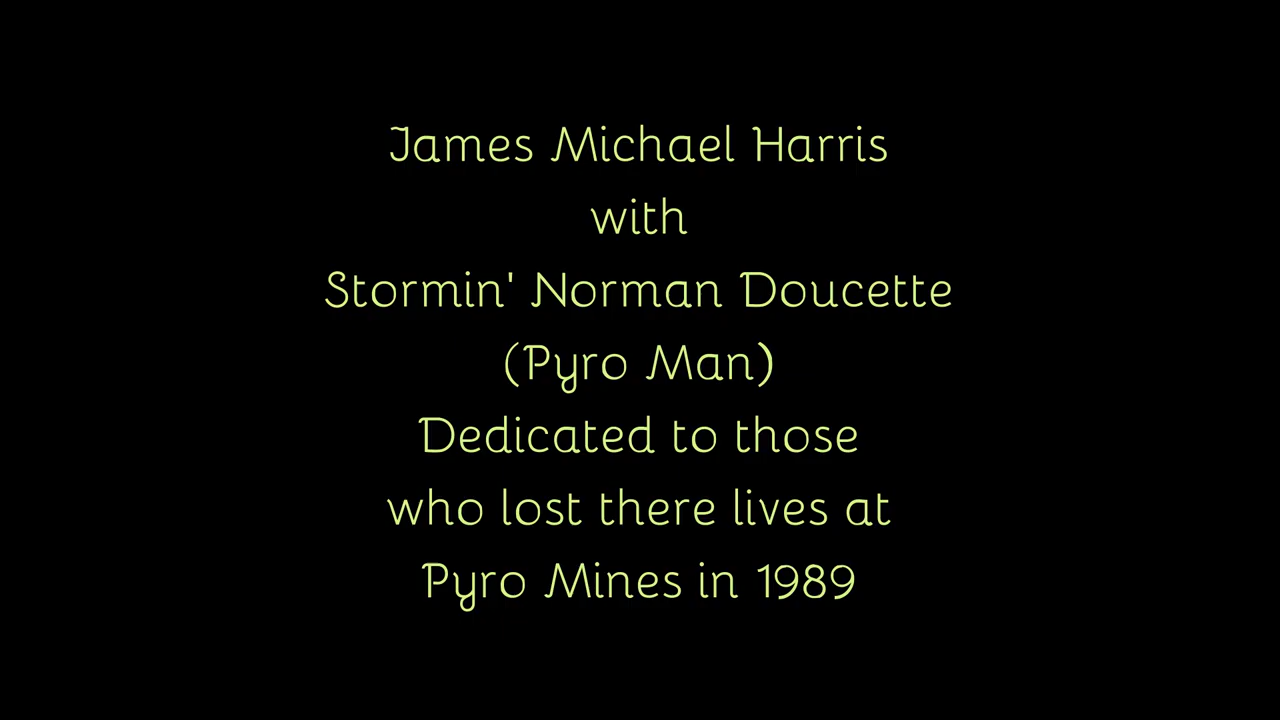 James Michael Harris
with
Stormin' Norman Doucette
(Pyro Man)
Dedicated to those
who lost there lives at
Pyro Mines in 1989